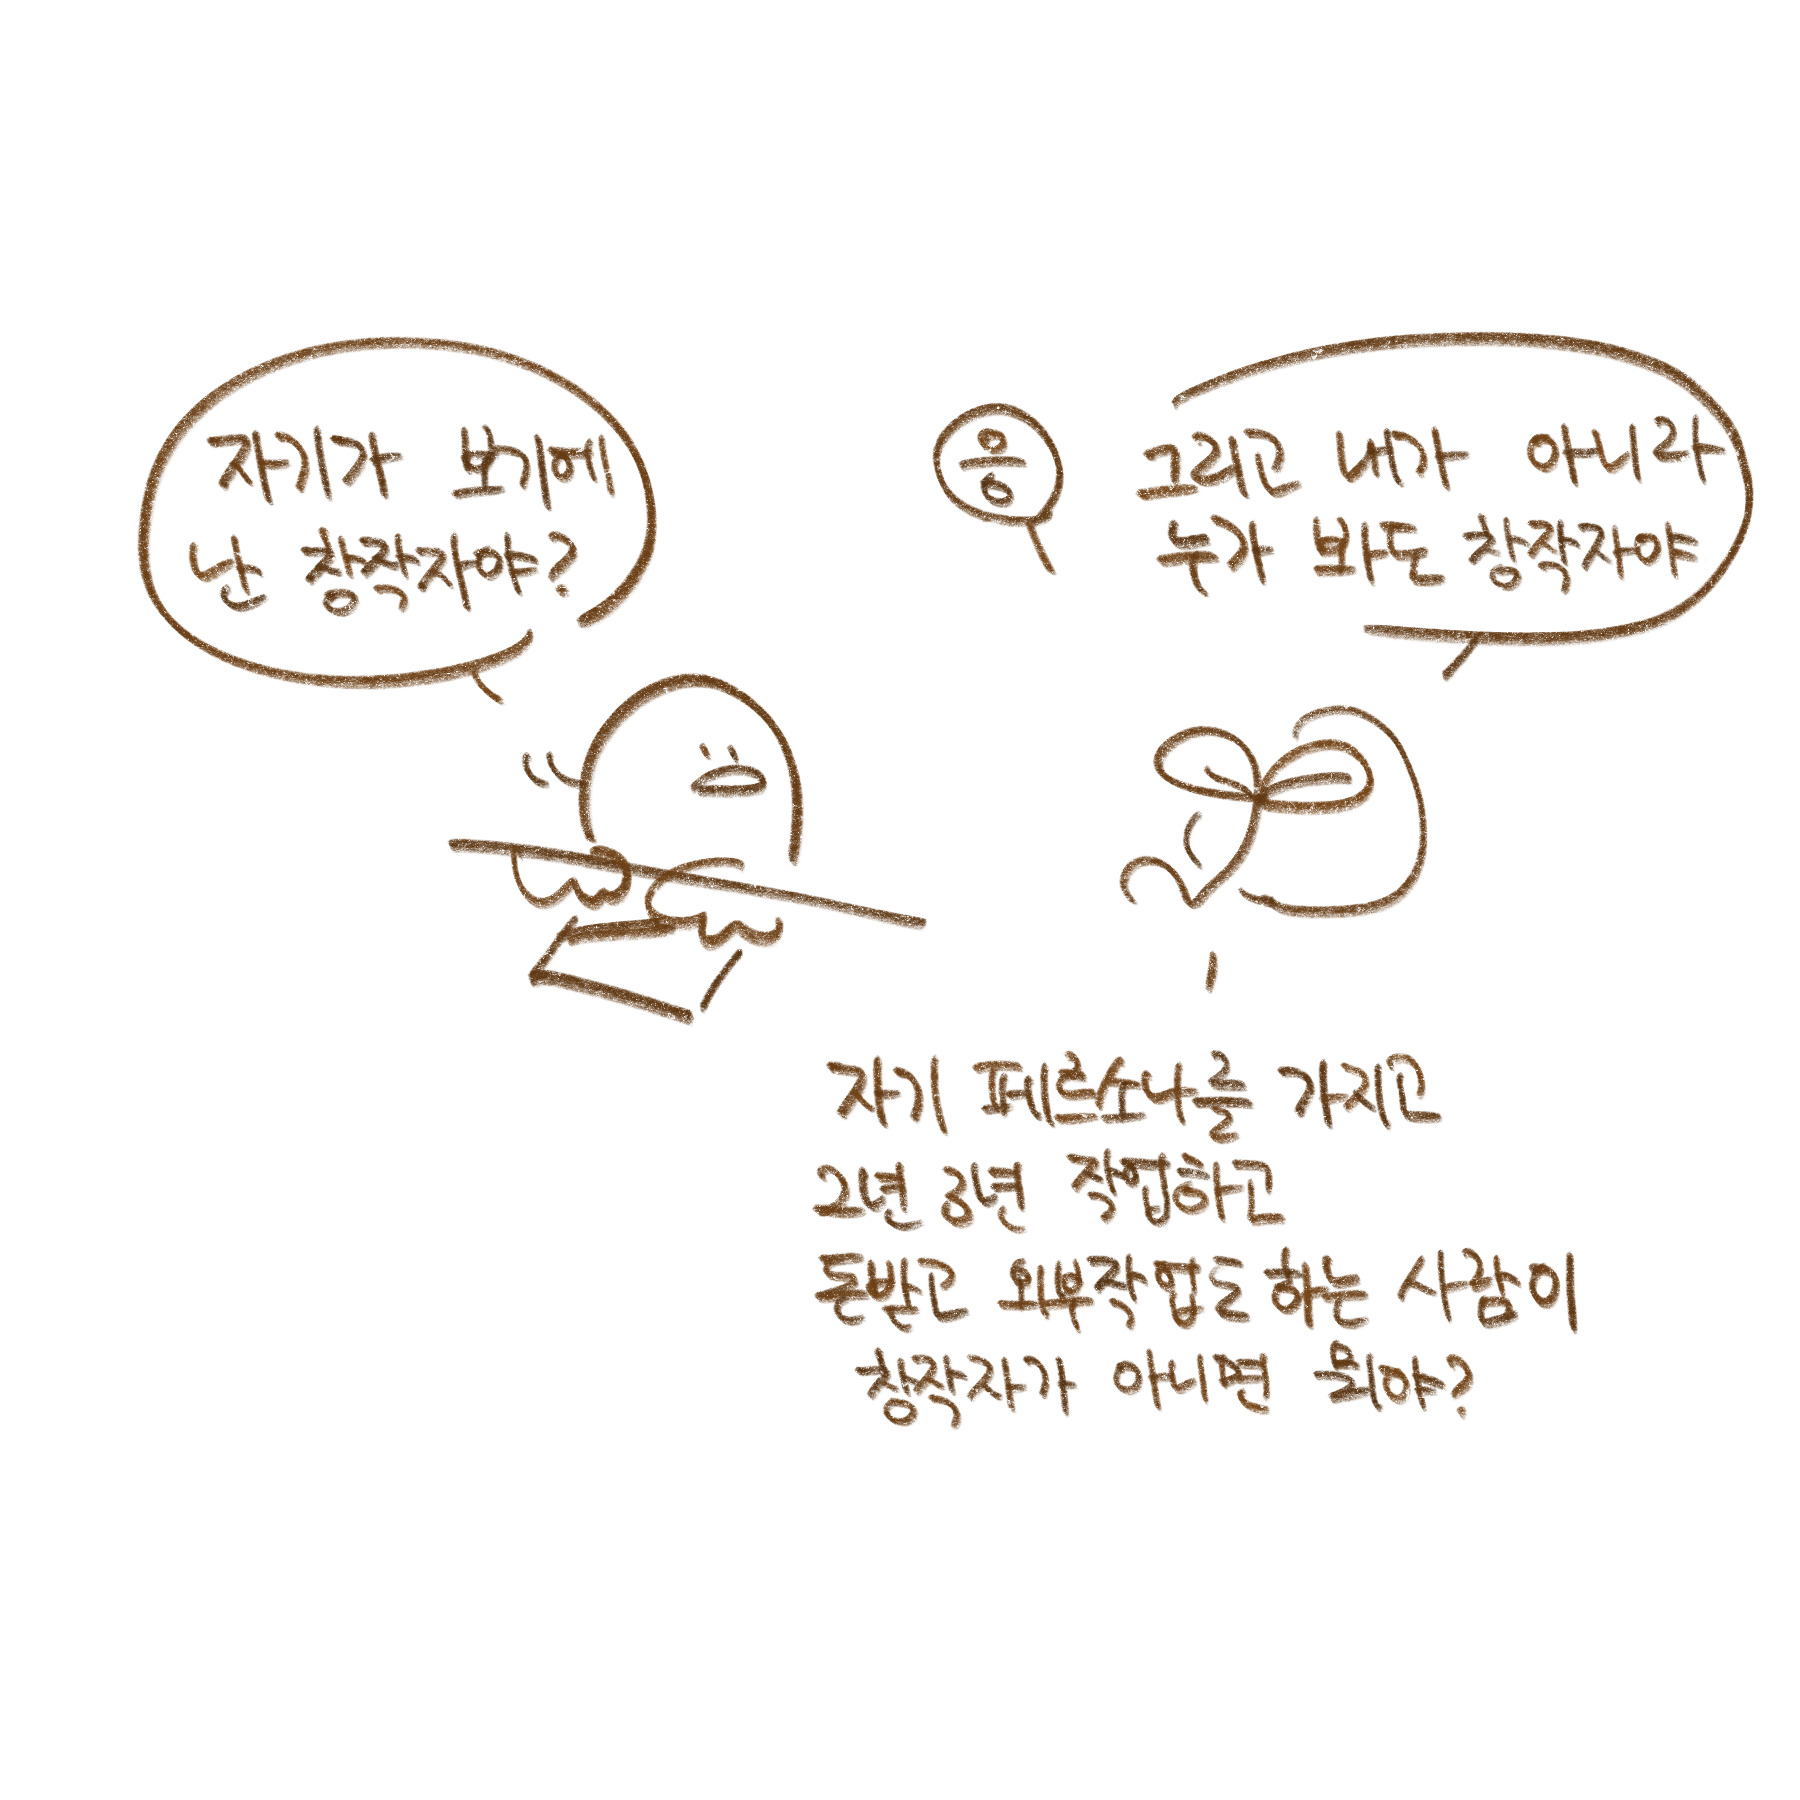 자기가 보기에
난 창작자야?
응
그리고 내가 아니라
누가 봐도 창작자야
자기 페르소나를 가지고
2년 3년 작업하고
돈받고 외부작업도 하는 사람이
창작자가 아니면 뭐야?